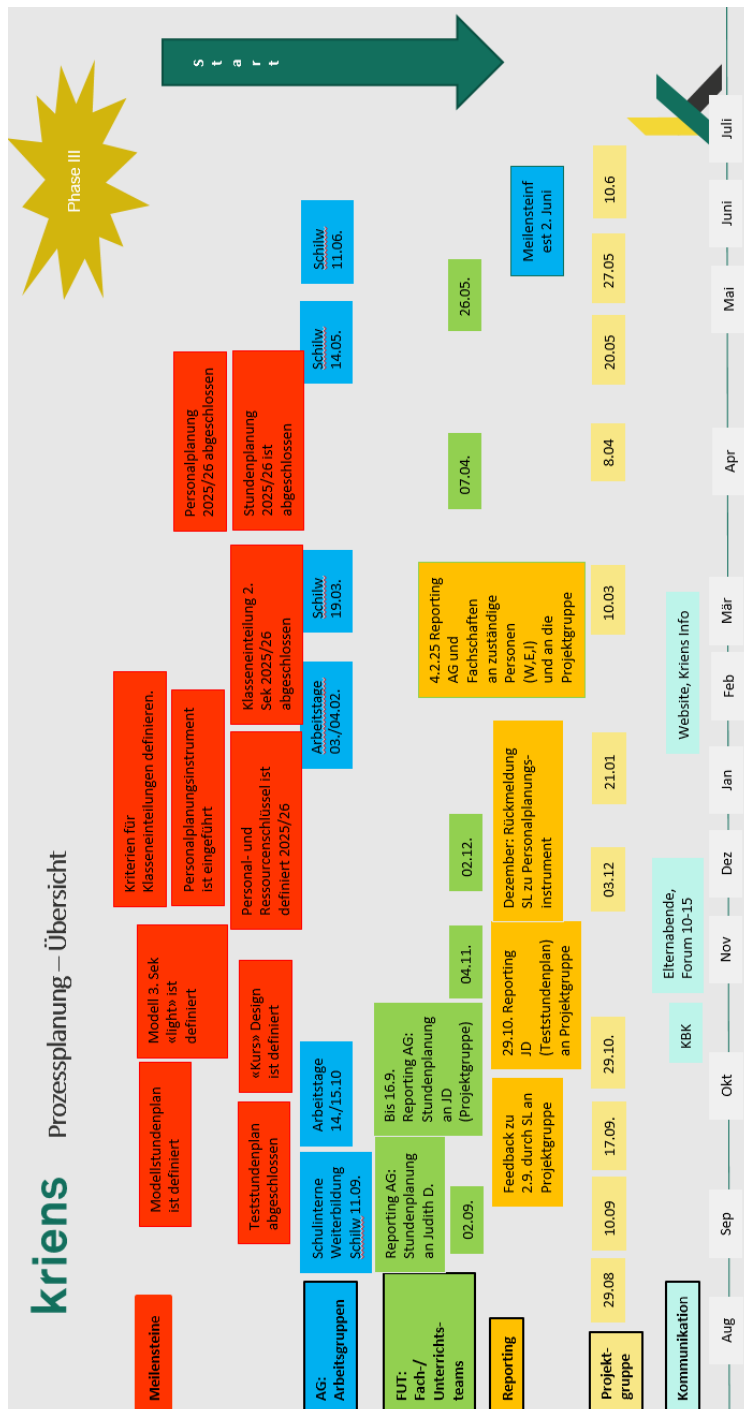 kriens
Prozessplanung – Übersicht
Phase III
Start
Meilensteine
Modellstundenplan
ist definiert
Modell 3. Sek
«light» ist
definiert
Kriterien für
Klasseneinteilungen definieren.
Personalplanungsinstrument
ist eingeführt
Personalplanung
2025/26 abgeschlossen
Teststundenplan
abgeschlossen
«Kurs» Design
ist definiert
Personal- und
Ressourcenschlüssel ist
definiert 2025/26
Klasseneinteilung 2.
Sek 2025/26
abgeschlossen
Stundenplanung
2025/26 ist
abgeschlossen
AG:
Arbeitsgruppen
Schulinterne
Weiterbildung
Schilw 11.09.
Arbeitstage
14./15.10
Arbeitstage
03./04.02.
Schilw
19.03.
Schilw
14.05.
Schilw
11.06.
FUT:
Fach-/
Unterrichts-
teams
Reporting AG:
Stundenplanung
an Judith D.
Bis 16.9.
Reporting AG:
Stundenplanung
an JD
(Projektgruppe)
02.09.
04.11.
02.12.
07.04.
26.05.
Reporting
Feedback zu
2.9. durch SL an
Projektgruppe
29.10. Reporting
JD
(Teststundenplan)
an Projektgruppe
Dezember: Rückmeldung
SL zu Personalplanungs-
instrument
4.2.25 Reporting
AG und
Fachschaften
an zuständige
Personen
(W,E,I)
und an die
Projektgruppe
Meilensteinf
est 2. Juni
Projekt-
gruppe
29.08
10.09
17.09.
29.10.
03.12
21.01
10.03
8.04
20.05
27.05
10.6
Kommunikation
KBK
Elternabende,
Forum 10-15
Website, Kriens Info
Aug
Sep
Okt
Nov
Dez
Jan
Feb
Mär
Apr
Mai
Juni
Juli